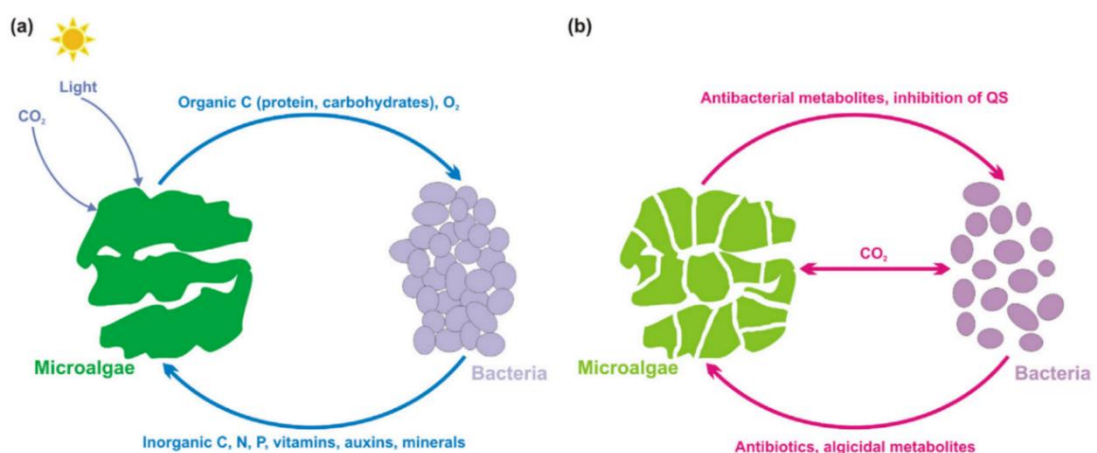 (a)
Light
CO₂
Organic C (protein, carbohydrates), O₂
Microalgae
Bacteria
Inorganic C, N, P, vitamins, auxins, minerals
(b)
Antibacterial metabolites, inhibition of QS
CO₂
Microalgae
Bacteria
Antibiotics, algicidal metabolites